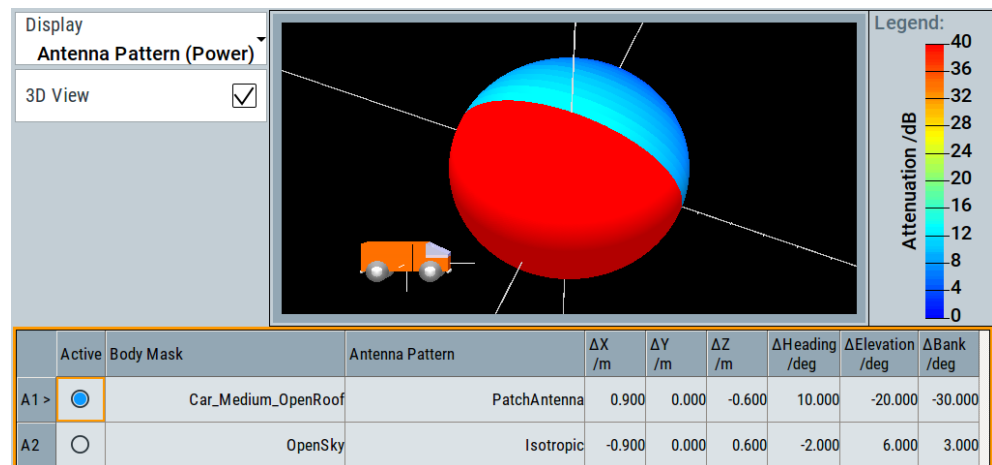 Display
Antenna Pattern (Power)
3D View
Legend:
Attenuation /dB
40
36
32
28
24
20
16
12
8
4
0
Active Body Mask Antenna Pattern ΔX /m ΔY /m ΔZ /m ΔHeading /deg ΔElevation /deg ΔBank /deg
A1 > Car_Medium_OpenRoof PatchAntenna 0.900 0.000 -0.600 10.000 -20.000 -30.000
A2 OpenSky Isotropic -0.900 0.000 0.600 -2.000 6.000 3.000